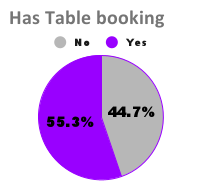 Has Table booking
No Yes
44.7%
55.3%